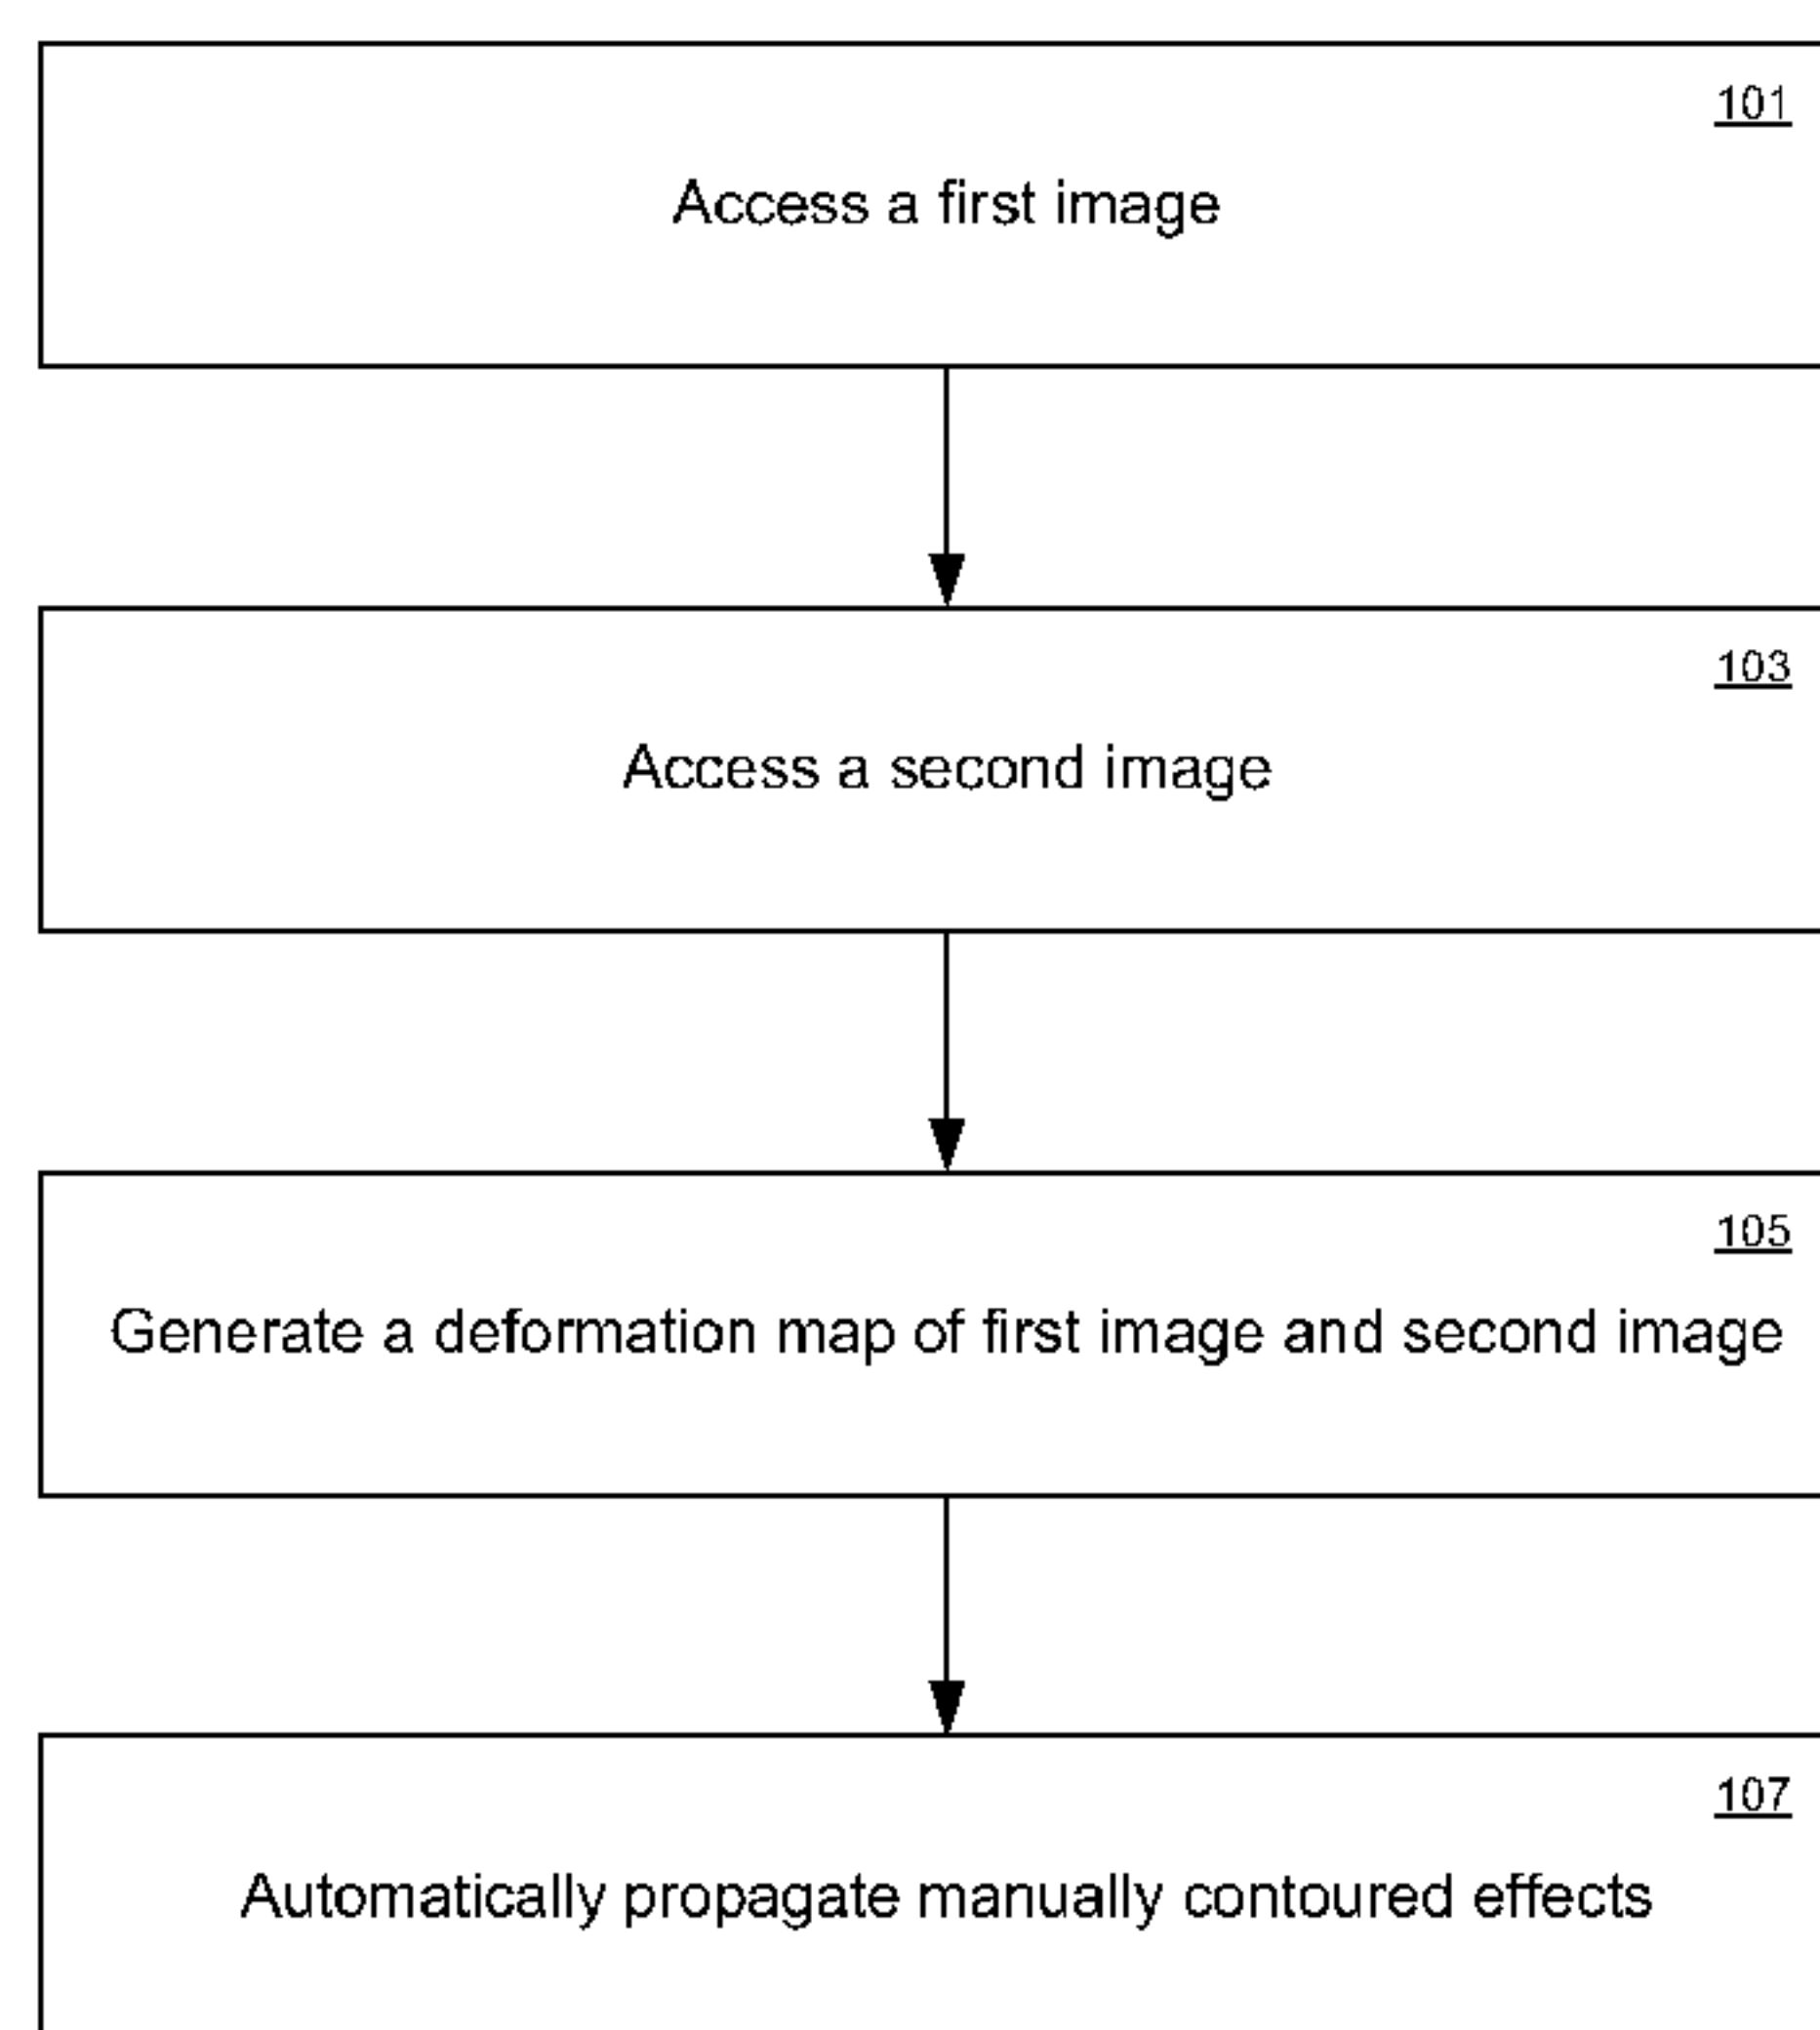 101
Access a first image
103
Access a second image
105
Generate a deformation map of first image and second image
107
Automatically propagate manually contoured effects